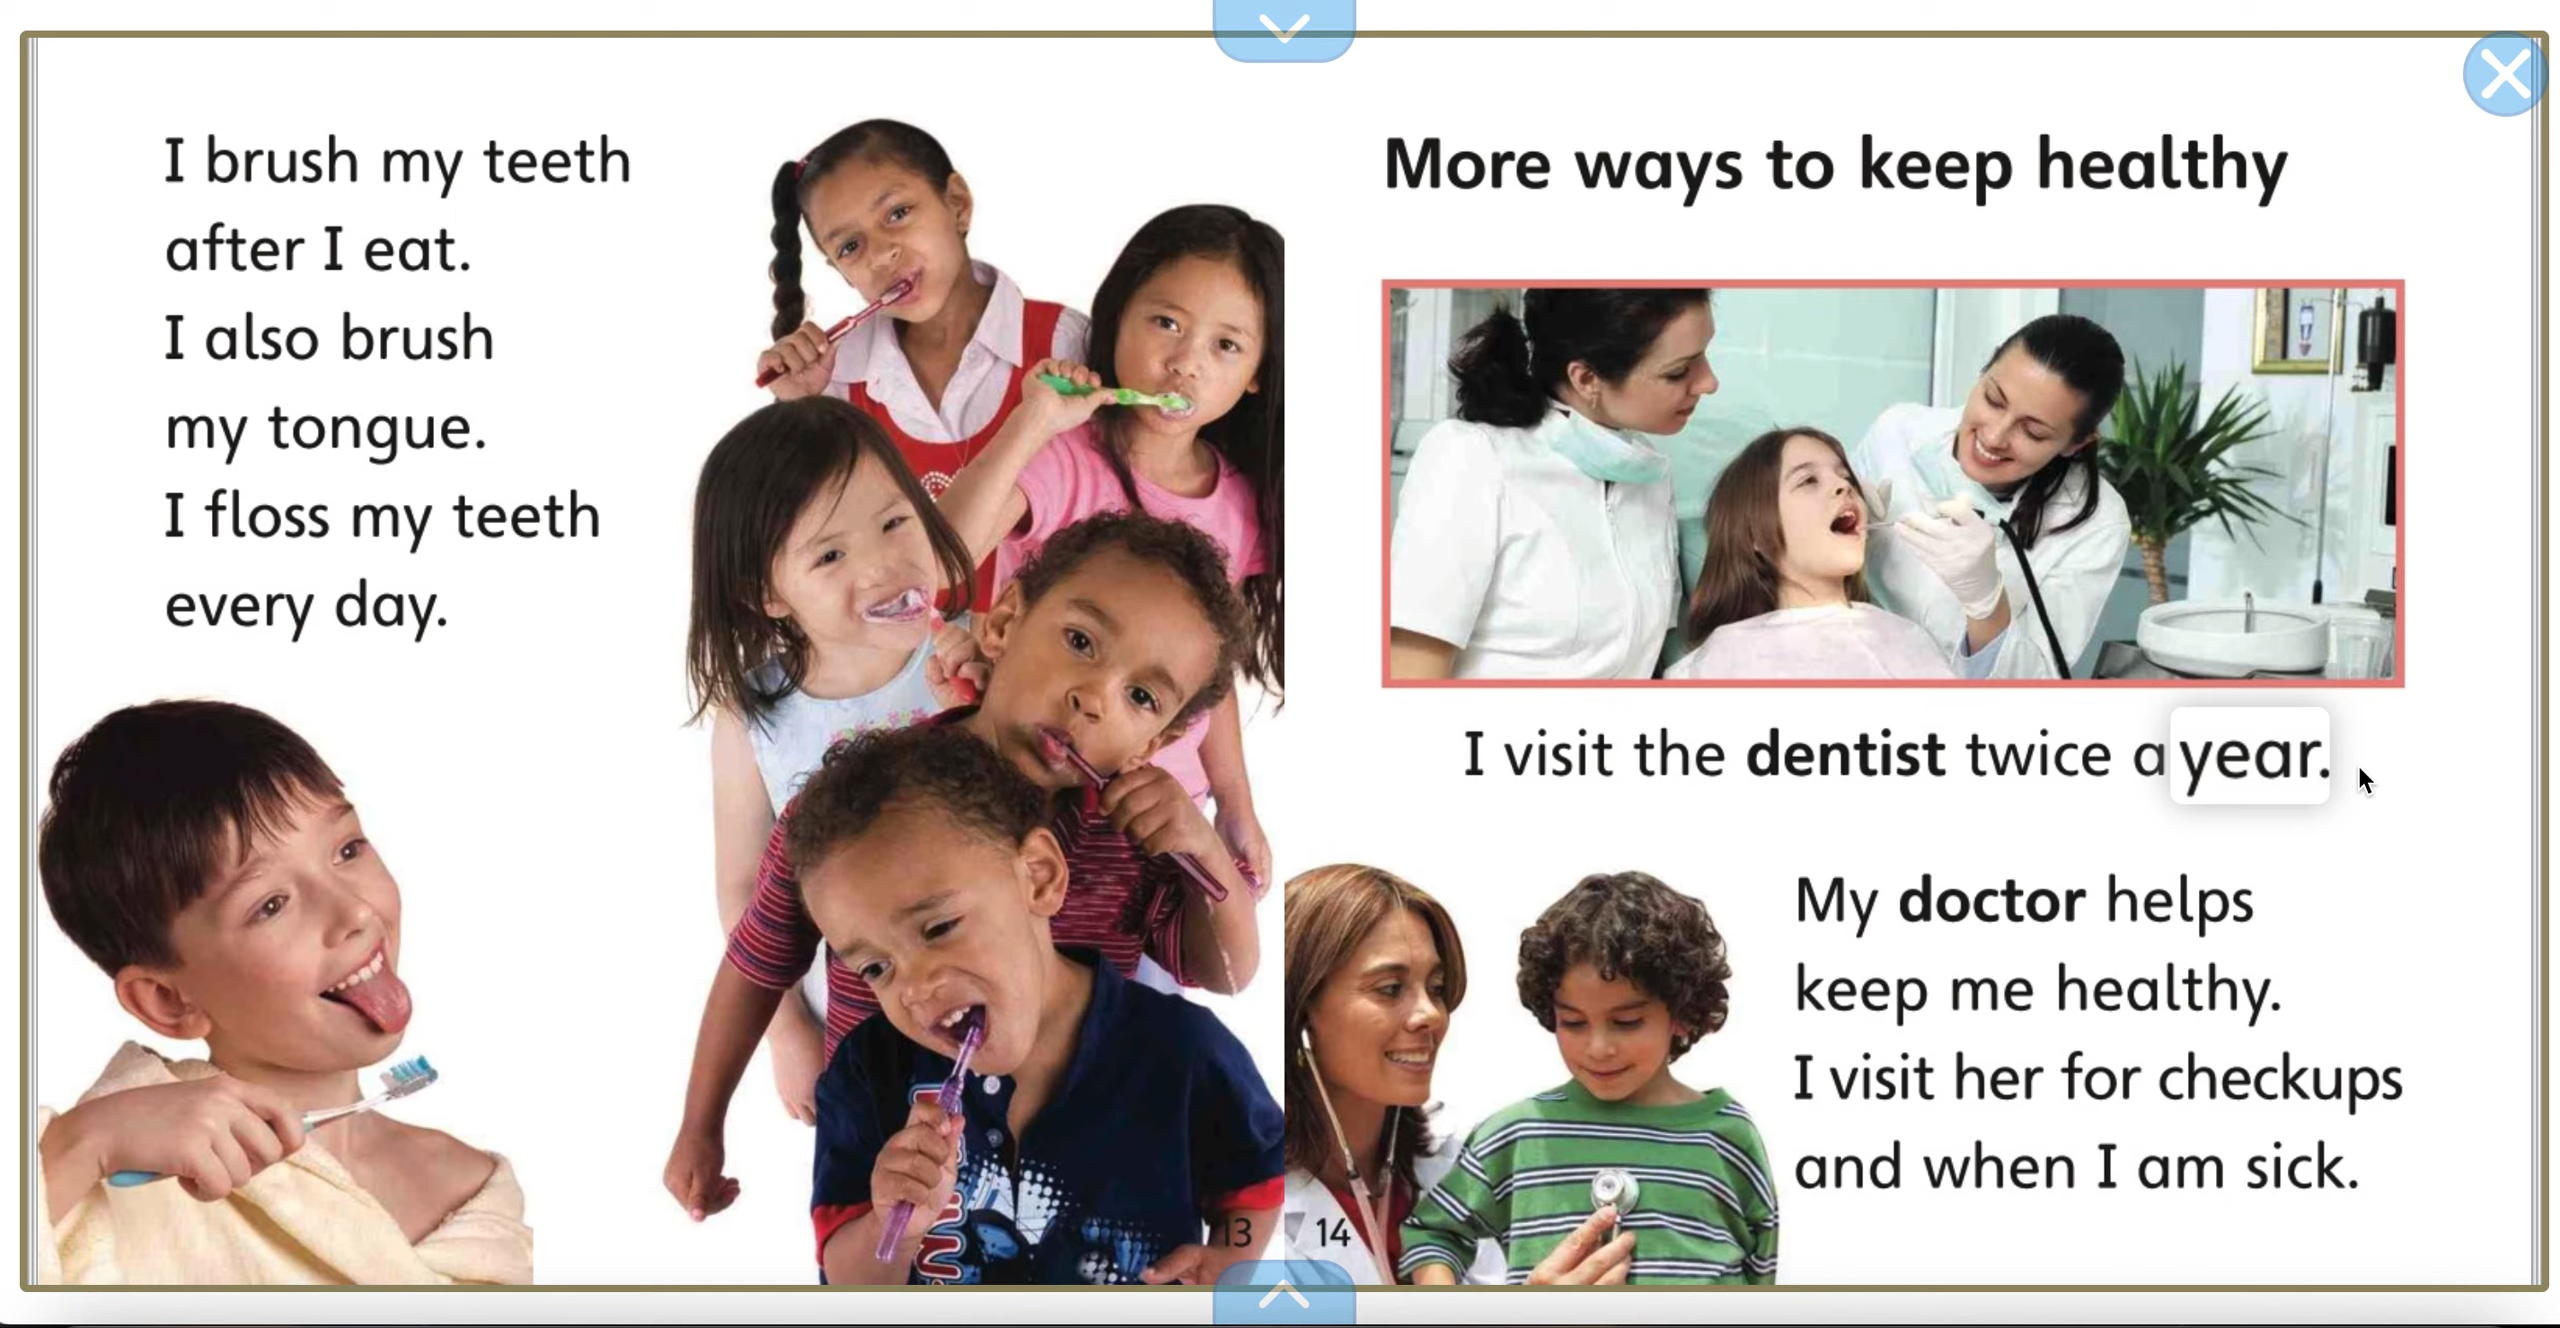 I brush my teeth
after I eat.
I also brush
my tongue.
I floss my teeth
every day.
13
More ways to keep healthy
I visit the dentist twice a year.
My doctor helps
keep me healthy.
I visit her for checkups
and when I am sick.
14